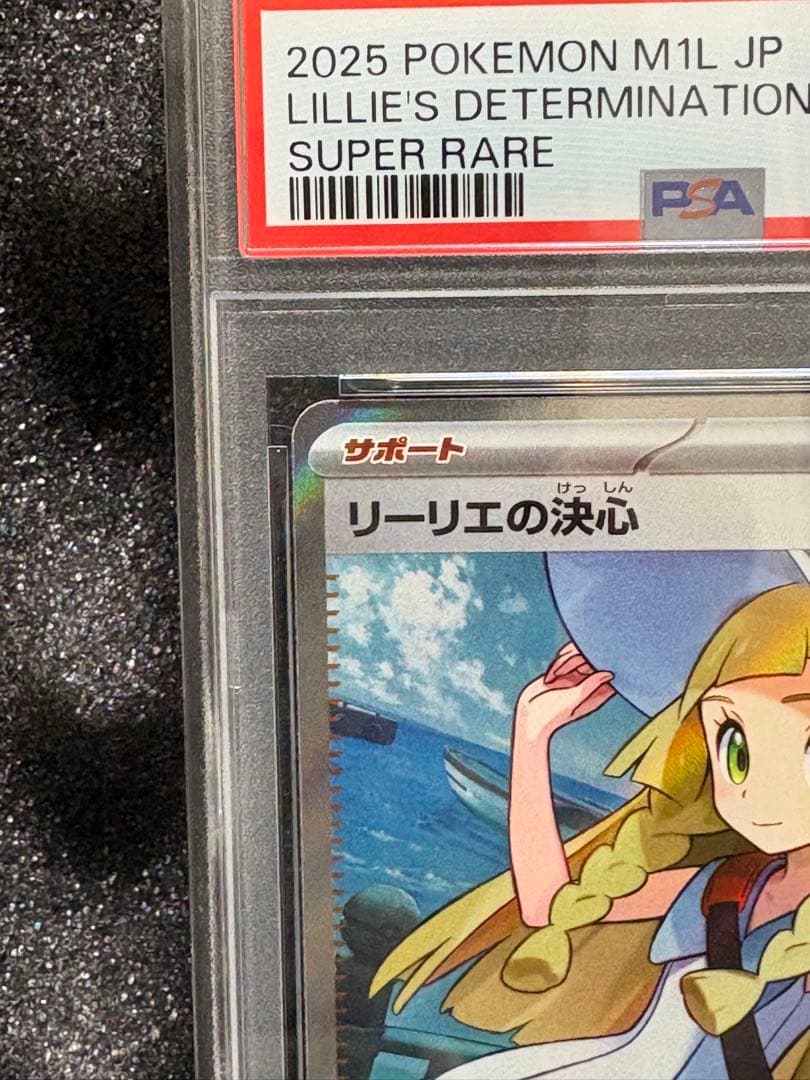 2025 POKEMON M1L JP
LILLIE'S DETERMINATION
SUPER RARE
PSA
サポート
けっ しん
リーリエの決心